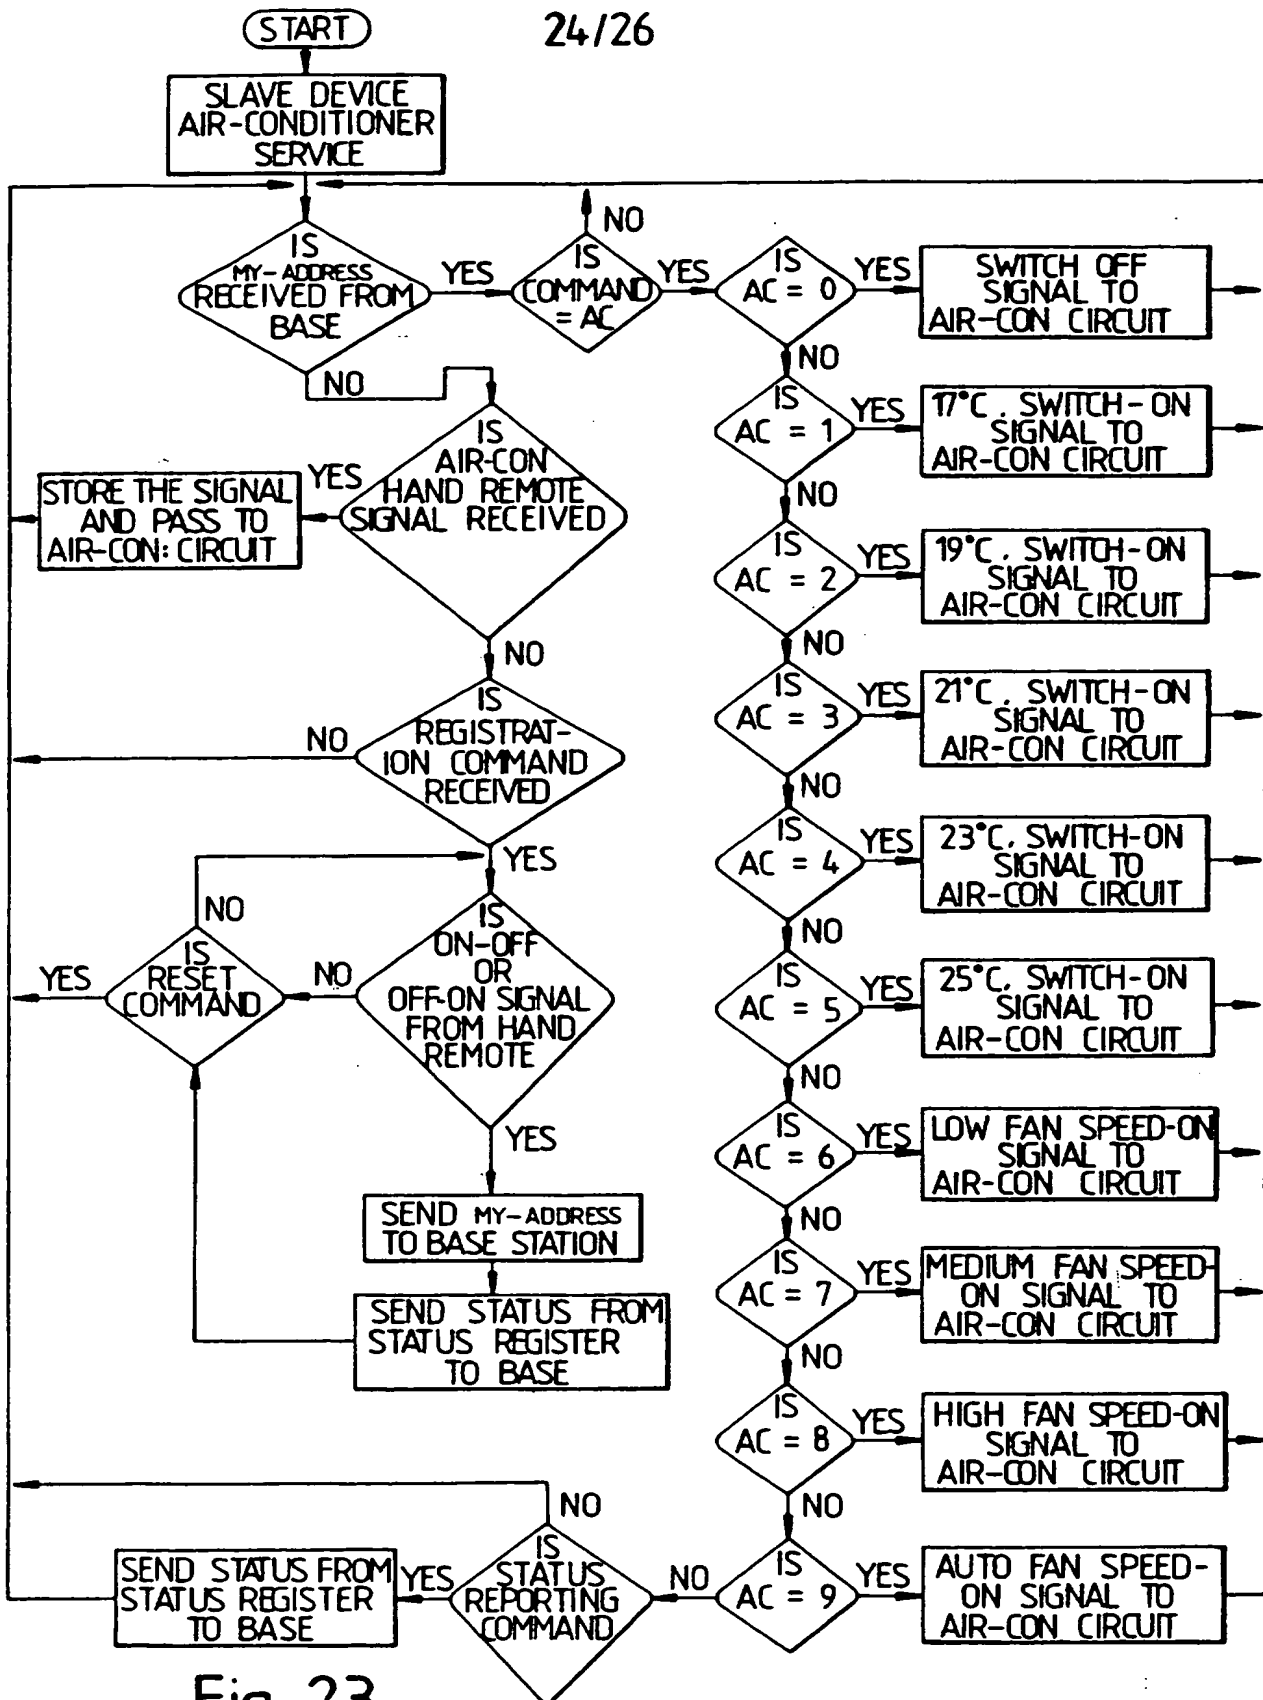 24/26
START
SLAVE DEVICE
AIR-CONDITIONER
SERVICE
IS
MY-ADDRESS
RECEIVED FROM
BASE
YES
NO
IS
COMMAND
= AC
NO
YES
IS
AC = 0
YES
SWITCH OFF
SIGNAL TO
AIR-CON CIRCUIT
NO
IS
AC = 1
YES
17°C. SWITCH-ON
SIGNAL TO
AIR-CON CIRCUIT
NO
IS
AC = 2
YES
19°C. SWITCH-ON
SIGNAL TO
AIR-CON CIRCUIT
NO
IS
AC = 3
YES
21°C. SWITCH-ON
SIGNAL TO
AIR-CON CIRCUIT
NO
IS
AC = 4
YES
23°C. SWITCH-ON
SIGNAL TO
AIR-CON CIRCUIT
NO
IS
AC = 5
YES
25°C. SWITCH-ON
SIGNAL TO
AIR-CON CIRCUIT
NO
IS
AC = 6
YES
LOW FAN SPEED-ON
SIGNAL TO
AIR-CON CIRCUIT
NO
IS
AC = 7
YES
MEDIUM FAN SPEED-
ON SIGNAL TO
AIR-CON CIRCUIT
NO
IS
AC = 8
YES
HIGH FAN SPEED-ON
SIGNAL TO
AIR-CON CIRCUIT
NO
IS
AC = 9
YES
AUTO FAN SPEED-
ON SIGNAL TO
AIR-CON CIRCUIT
NO
IS
STATUS
REPORTING
COMMAND
NO
YES
SEND STATUS FROM
STATUS REGISTER
TO BASE
IS
AIR-CON
HAND REMOTE
SIGNAL RECEIVED
YES
STORE THE SIGNAL
AND PASS TO
AIR-CON: CIRCUIT
NO
IS
REGISTRAT-
ION COMMAND
RECEIVED
NO
YES
IS
ON-OFF
OR
OFF-ON SIGNAL
FROM HAND
REMOTE
NO
IS
RESET
COMMAND
NO
YES
YES
SEND MY-ADDRESS
TO BASE STATION
SEND STATUS FROM
STATUS REGISTER
TO BASE
Fig. 23